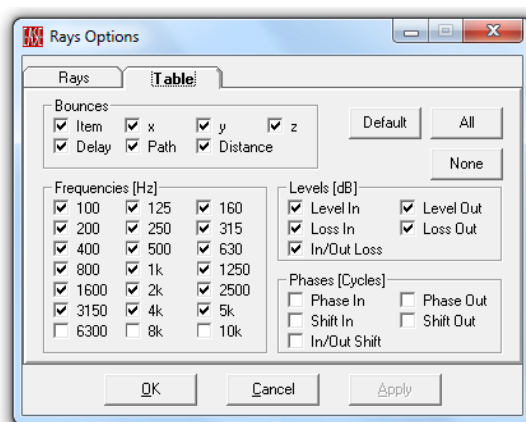 EASE Rays Options
Rays Table
Bounces
Item x y z
Delay Path Distance
Default All
None
Frequencies [Hz]
100 125 160
200 250 315
400 500 630
800 1k 1250
1600 2k 2500
3150 4k 5k
6300 8k 10k
Levels [dB]
Level In Level Out
Loss In Loss Out
In/Out Loss
Phases [Cycles]
Phase In Phase Out
Shift In Shift Out
In/Out Shift
OK Cancel Apply